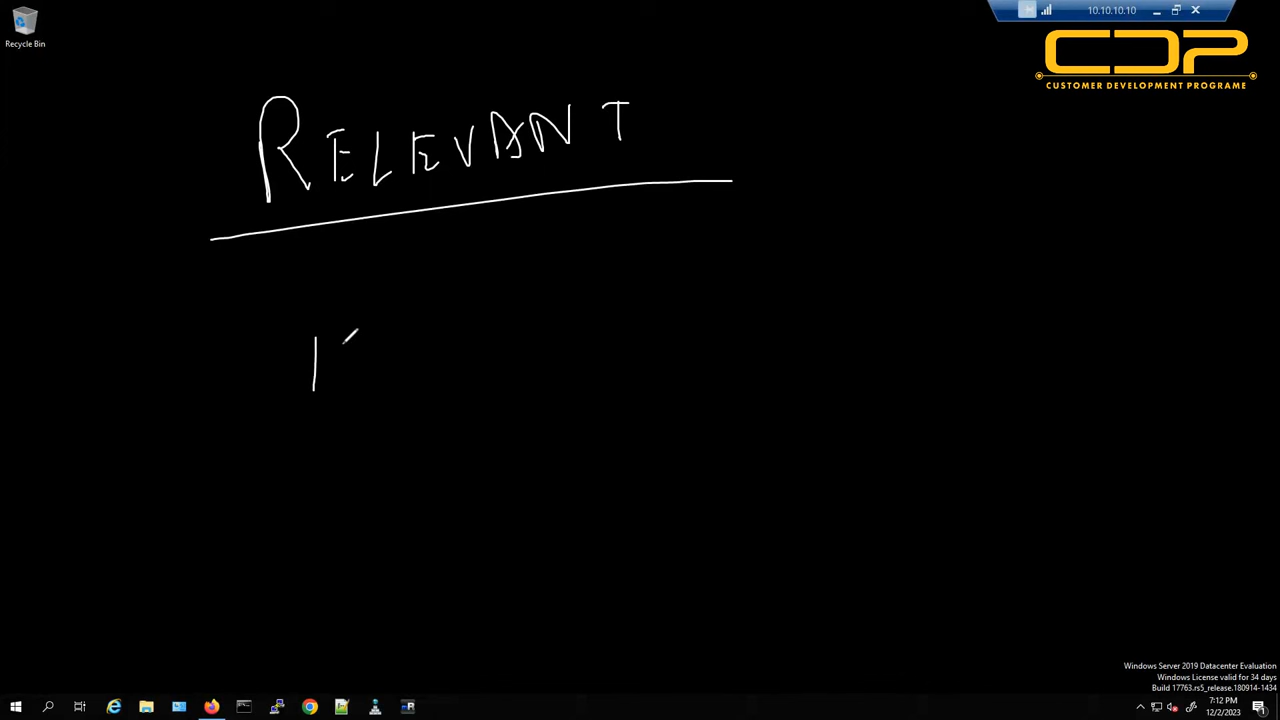 Recycle Bin
10.10.10.10
CDP
CUSTOMER DEVELOPMENT PROGRAME
RELEVANT
Windows Server 2019 Datacenter Evaluation
Windows License valid for 34 days
Build 17763.rs5_release.180914-1434
7:12 PM
12/2/2023